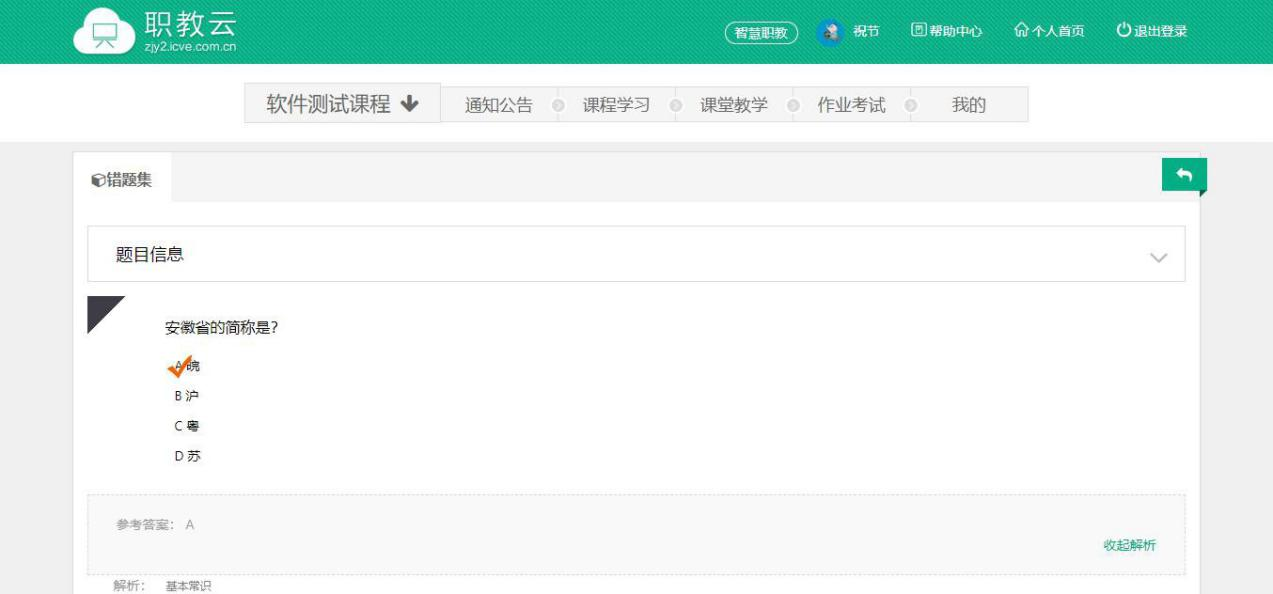 职教云
zjy2.icve.com.cn
智慧职教 祝节 帮助中心 个人首页 退出登录
软件测试课程 通知公告 课程学习 课堂教学 作业考试 我的
错题集
题目信息
安徽省的简称是?
A 皖
B 沪
C 粤
D 苏
参考答案: A
收起解析
解析: 基本常识